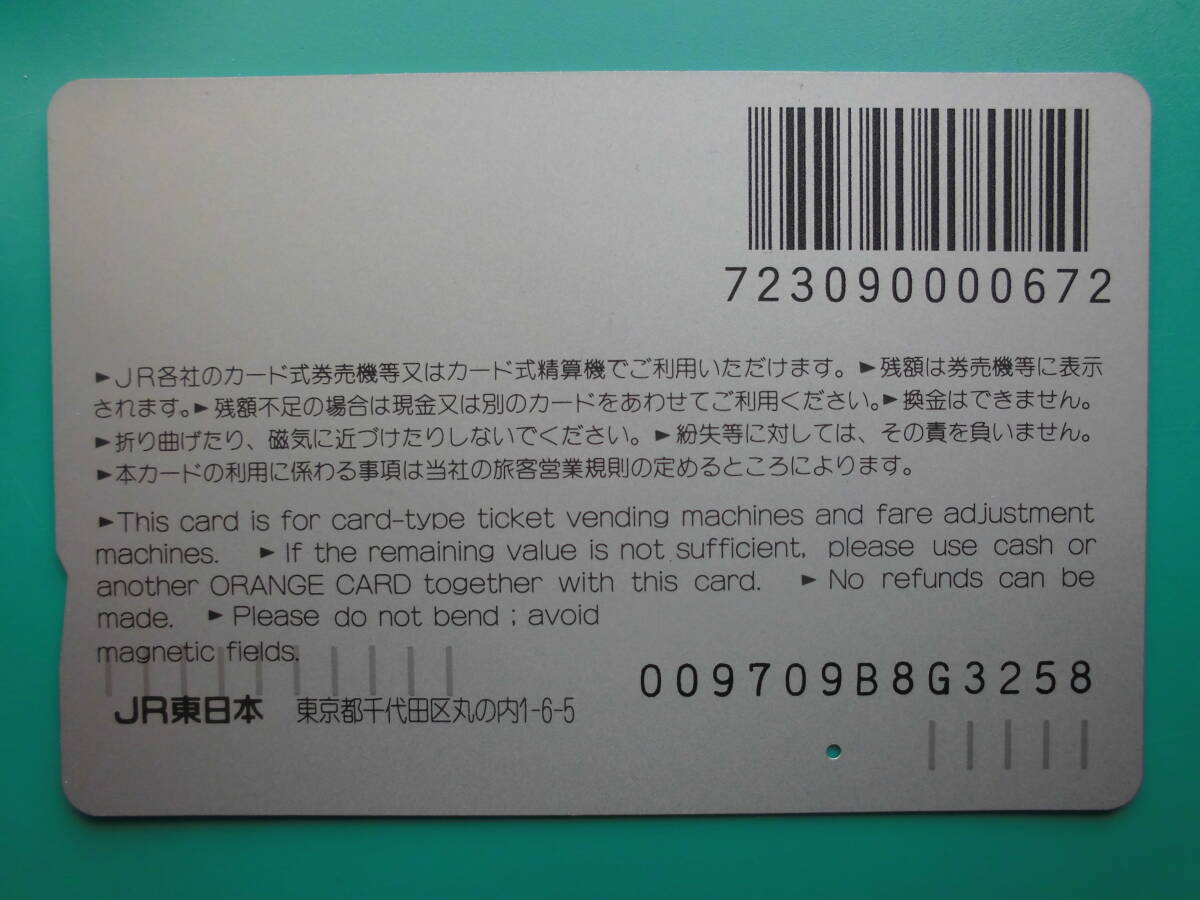 723090000672
►JR各社のカード式券売機等又はカード式精算機でご利用いただけます。►残額は券売機等に表示
されます。►残額不足の場合は現金又は別のカードをあわせてご利用ください。►換金はできません。
►折り曲げたり、磁気に近づけたりしないでください。►紛失等に対しては、その責を負いません。
►本カードの利用に係わる事項は当社の旅客営業規則の定めるところによります。
►This card is for card-type ticket vending machines and fare adjustment
machines. ►If the remaining value is not sufficient, please use cash or
another ORANGE CARD together with this card. ►No refunds can be
made. ►Please do not bend ; avoid
magnetic fields.
009709B8G3258
JR東日本 東京都千代田区丸の内1-6-5